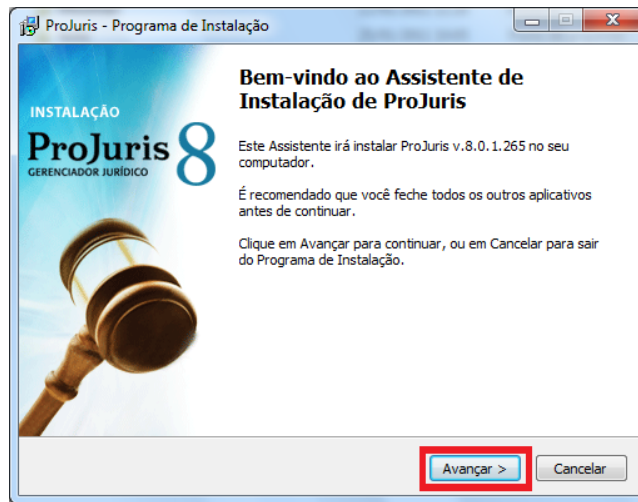 ProJuris - Programa de Instalação
INSTALAÇÃO
ProJuris 8
GERENCIADOR JURÍDICO
Bem-vindo ao Assistente de
Instalação de ProJuris
Este Assistente irá instalar ProJuris v.8.0.1.265 no seu
computador.
É recomendado que você feche todos os outros aplicativos
antes de continuar.
Clique em Avançar para continuar, ou em Cancelar para sair
do Programa de Instalação.
Avançar >
Cancelar